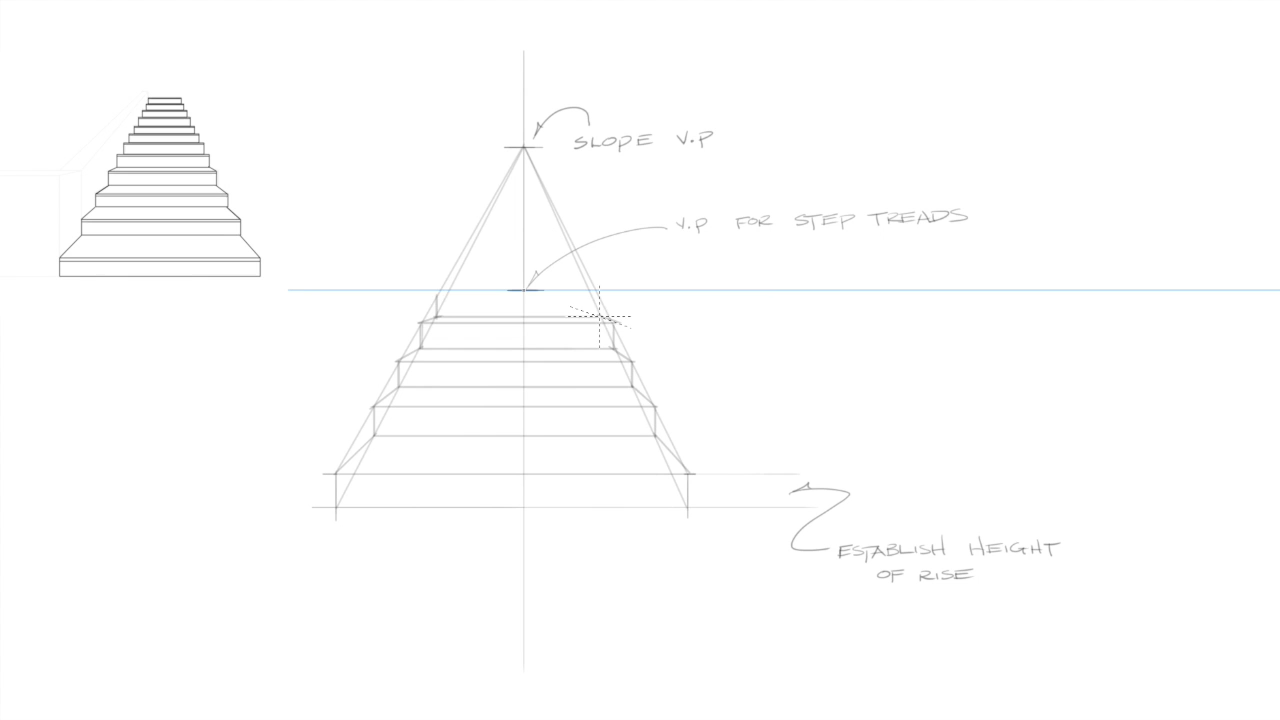 SLOPE V.P
V.P FOR STEP TREADS
ESTABLISH HEIGHT
OF RISE